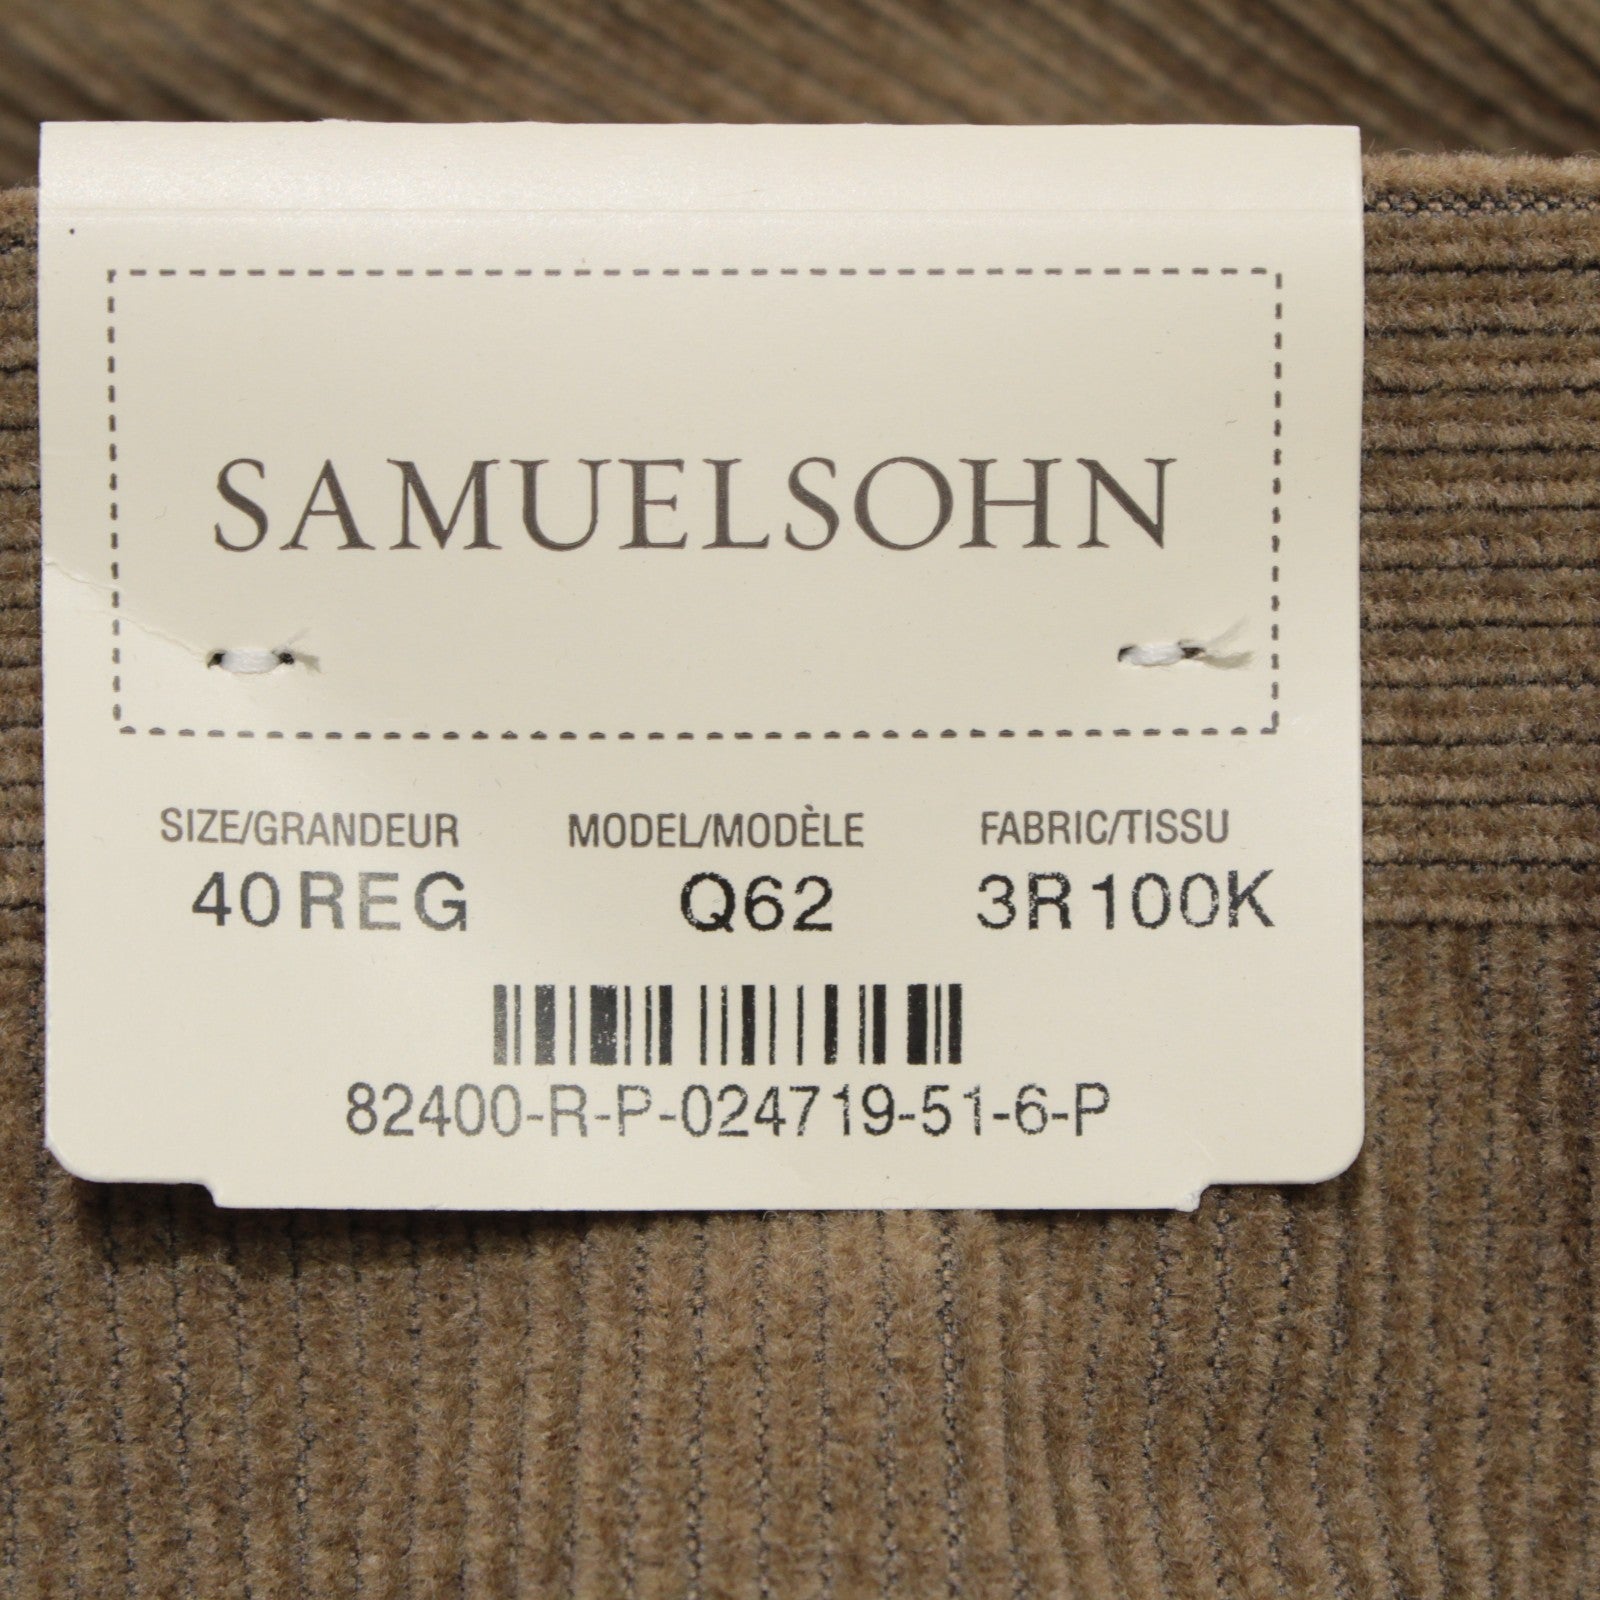 SAMUELSOHN
SIZE/GRANDEUR MODEL/MODÈLE FABRIC/TISSU
40REG Q62 3R100K
82400-R-P-024719-51-6-P